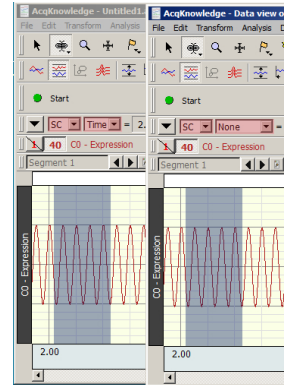 AcqKnowledge - Untitled1.
File Edit Transform Analysis
Start
SC Time = 2.
1 40 C0 - Expression
Segment 1
C0 - Expression
2.00
AcqKnowledge - Data view o
File Edit Transform Analysis D
Start
SC None =
1 40 C0 - Expression
Segment 1
C0 - Expression
2.00